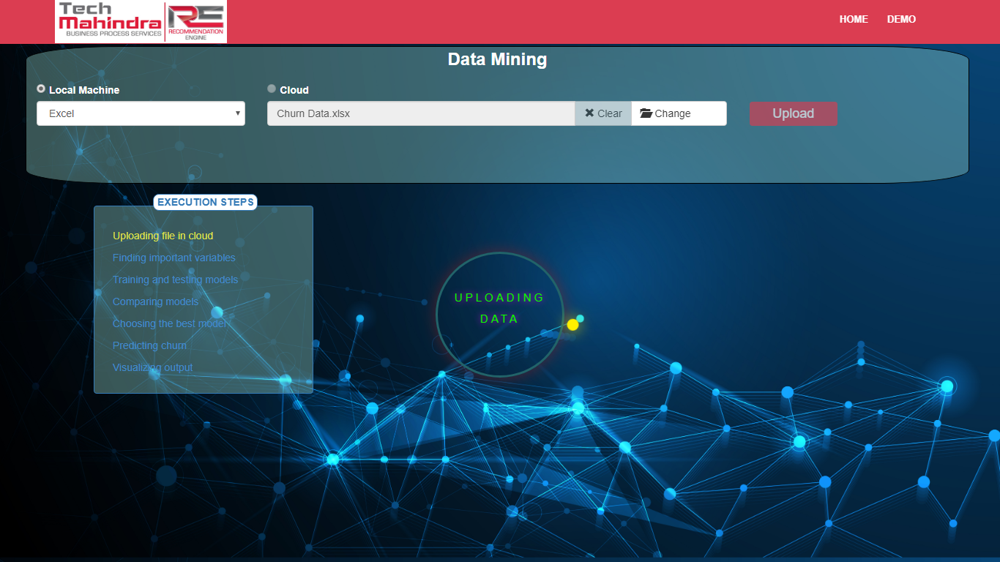 Tech
Mahindra
BUSINESS PROCESS SERVICES
RE
RECOMMENDATION
ENGINE
HOME DEMO
Data Mining
Local Machine Cloud
Excel Churn Data.xlsx Clear Change Upload
EXECUTION STEPS
Uploading file in cloud
Finding important variables
Training and testing models
Comparing models
Choosing the best model
Predicting churn
Visualizing output
UPLOADING
DATA